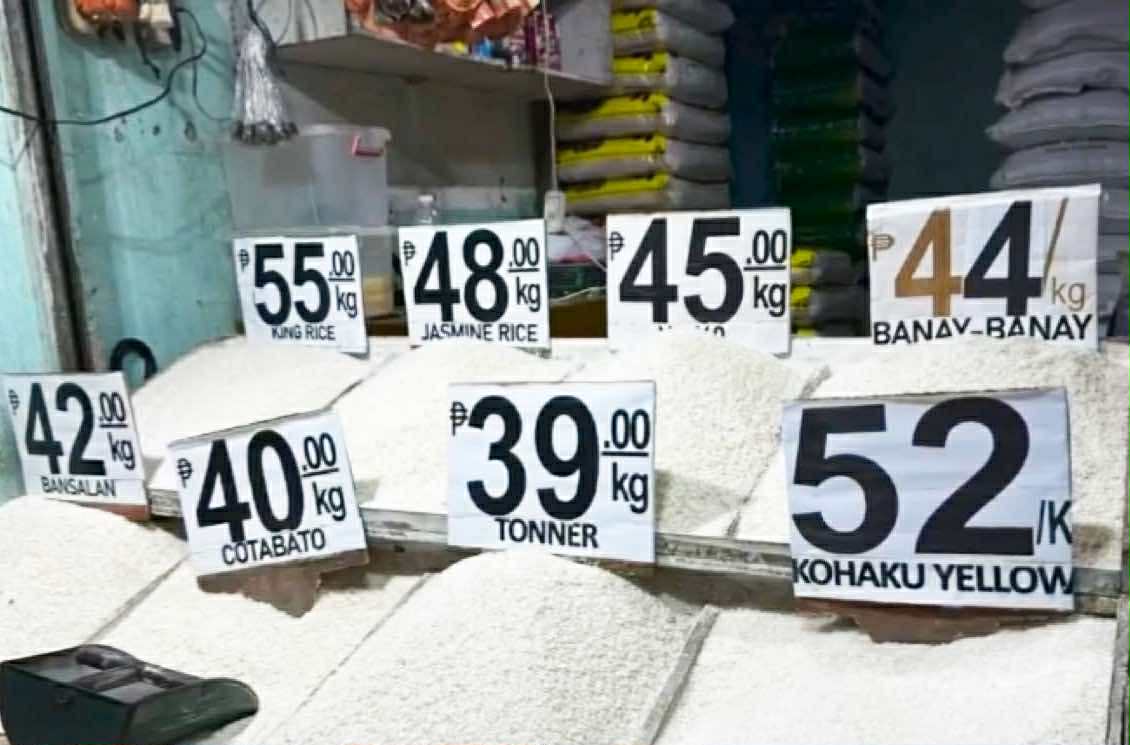 ₱55.00/kg
KING RICE
₱48.00/kg
JASMINE RICE
₱45.00/kg
₱44/kg
BANAY-BANAY
₱42.00/kg
BANSALAN
₱40.00/kg
COTABATO
₱39.00/kg
TONNER
52/K
KOHAKU YELLOW